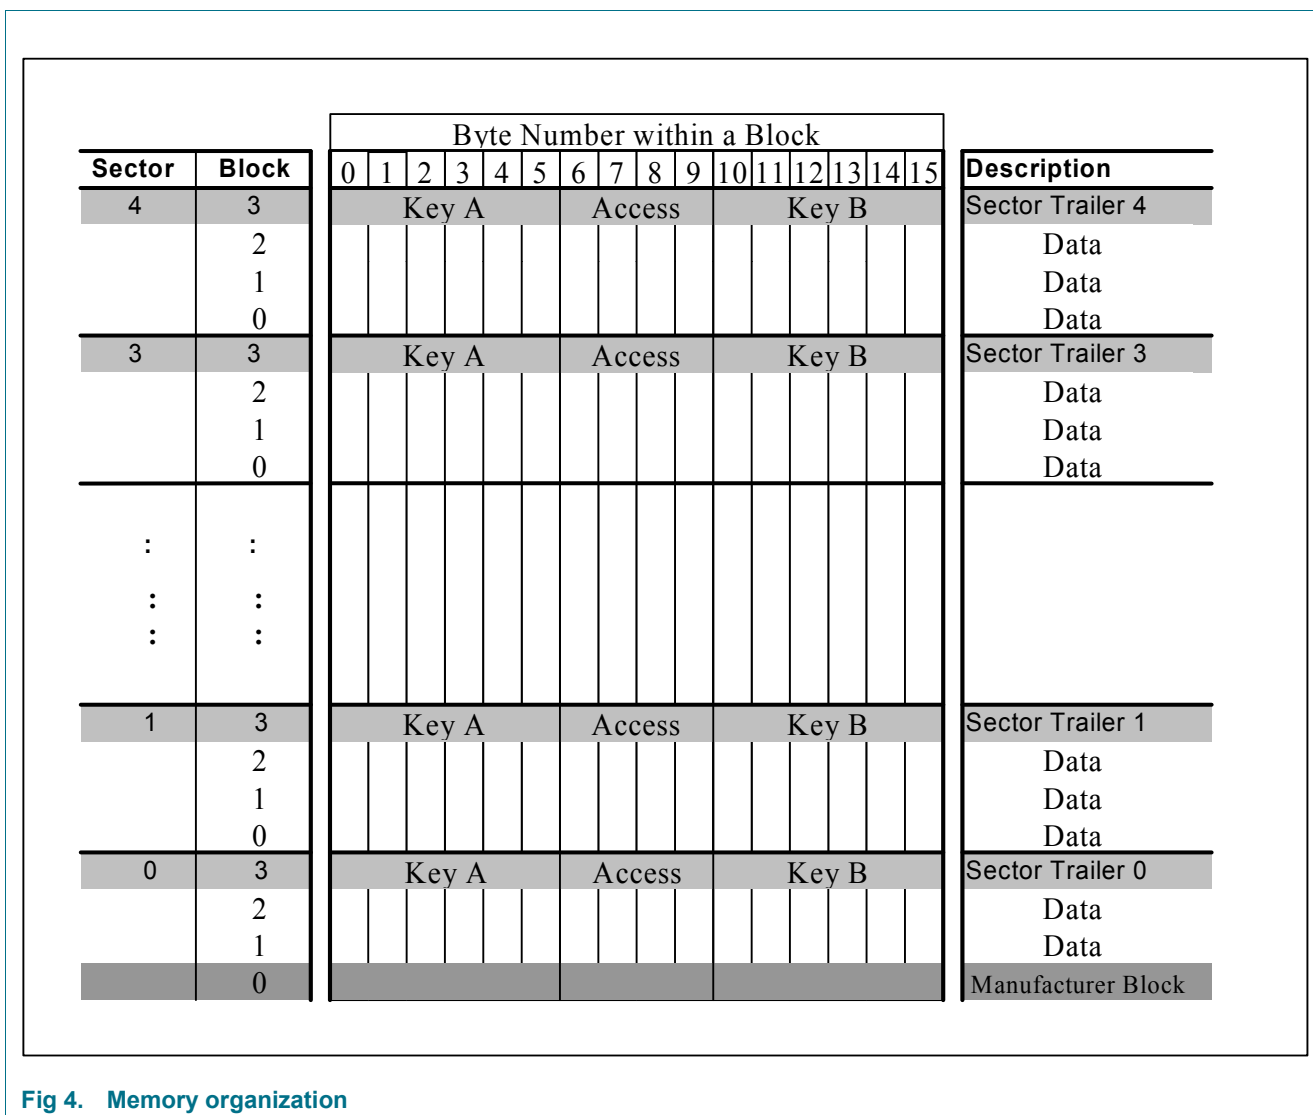 Byte Number within a Block
Sector Block 0 1 2 3 4 5 6 7 8 9 10 11 12 13 14 15 Description
4 3 Key A Access Key B Sector Trailer 4
2 Data
1 Data
0 Data
3 3 Key A Access Key B Sector Trailer 3
2 Data
1 Data
0 Data
: :
: :
: :
1 3 Key A Access Key B Sector Trailer 1
2 Data
1 Data
0 Data
0 3 Key A Access Key B Sector Trailer 0
2 Data
1 Data
0 Manufacturer Block
Fig 4. Memory organization